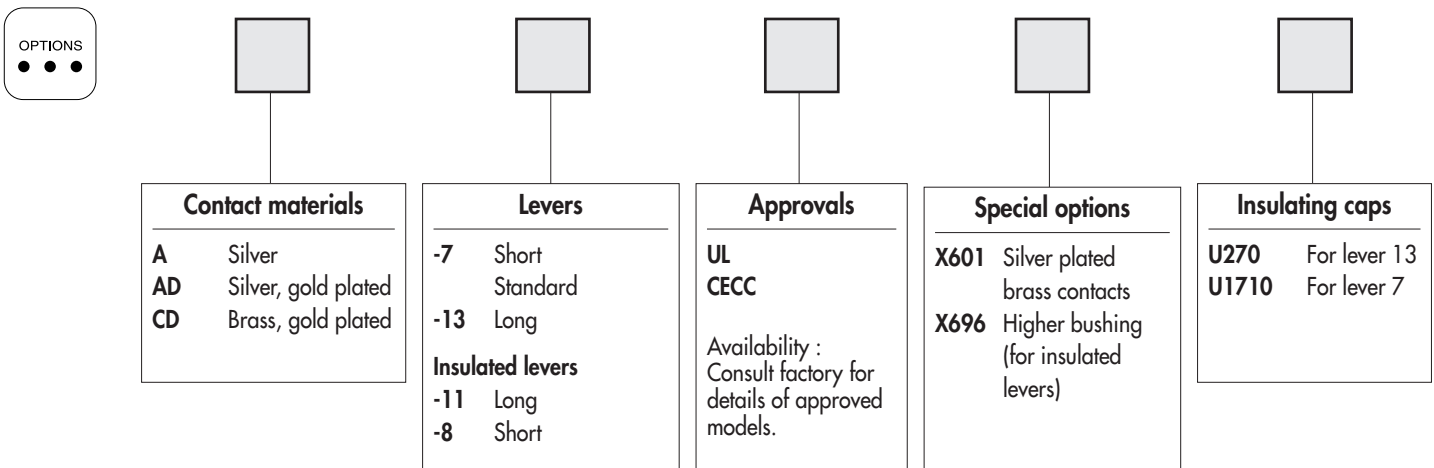 OPTIONS
Contact materials
A Silver
AD Silver, gold plated
CD Brass, gold plated
Levers
-7 Short
Standard
-13 Long
Insulated levers
-11 Long
-8 Short
Approvals
UL
CECC
Availability :
Consult factory for
details of approved
models.
Special options
X601 Silver plated
brass contacts
X696 Higher bushing
(for insulated
levers)
Insulating caps
U270 For lever 13
U1710 For lever 7